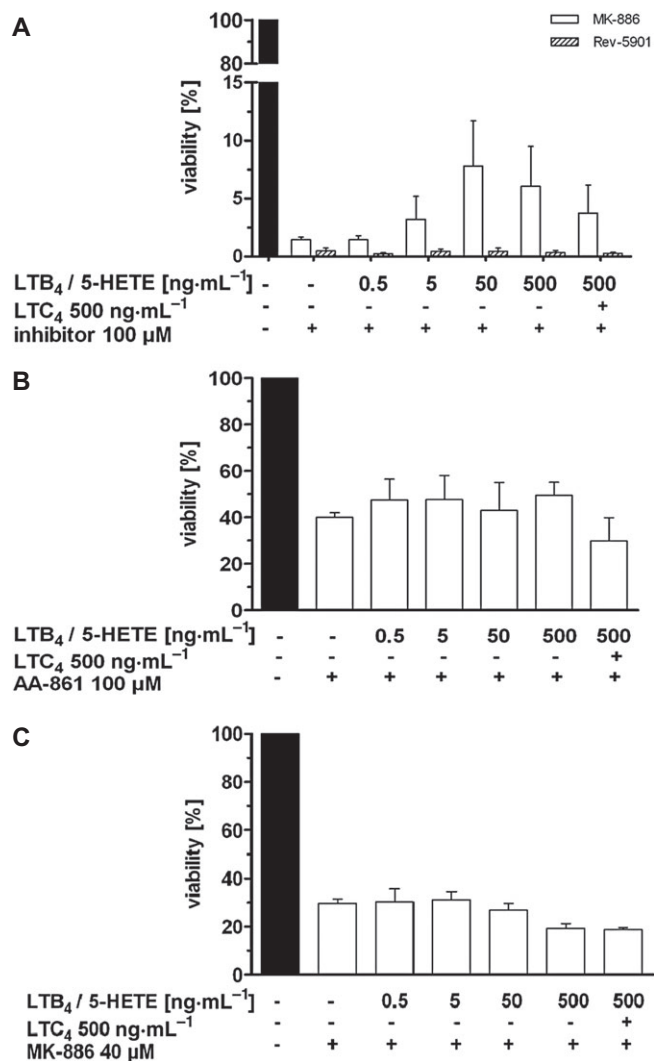 A
MK-886
Rev-5901
100
80
15
10
5
0
viability [%]
LTB₄ / 5-HETE [ng·mL⁻¹] - - 0.5 5 50 500 500
LTC₄ 500 ng·mL⁻¹ - - - - - - +
inhibitor 100 µM - + + + + + +
B
100
80
60
40
20
0
viability [%]
LTB₄ / 5-HETE [ng·mL⁻¹] - - 0.5 5 50 500 500
LTC₄ 500 ng·mL⁻¹ - - - - - - +
AA-861 100 µM - + + + + + +
C
100
80
60
40
20
0
viability [%]
LTB₄ / 5-HETE [ng·mL⁻¹] - - 0.5 5 50 500 500
LTC₄ 500 ng·mL⁻¹ - - - - - - +
MK-886 40 µM - + + + + + +